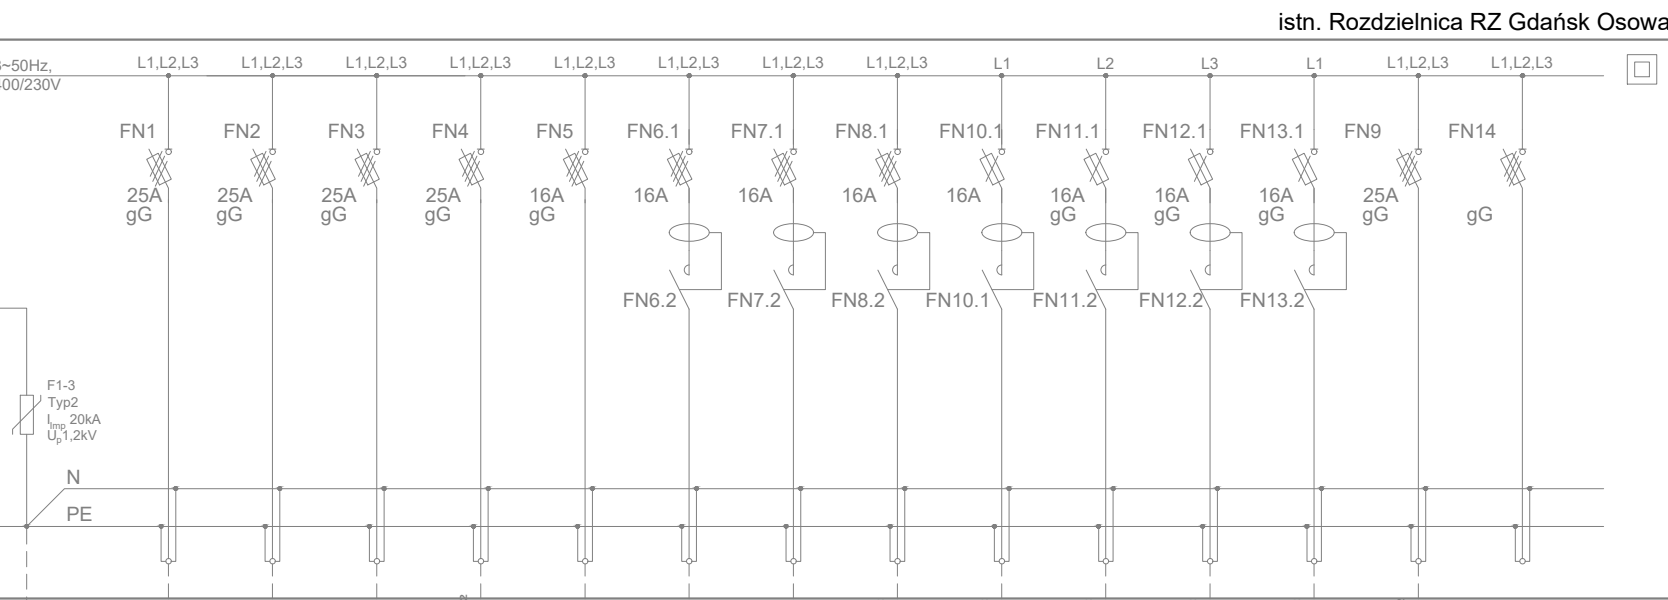 istn. Rozdzielnica RZ Gdańsk Osowa
~50Hz,
L1,L2,L3 L1,L2,L3 L1,L2,L3 L1,L2,L3 L1,L2,L3 L1,L2,L3 L1,L2,L3 L1,L2,L3 L1 L2 L3 L1 L1,L2,L3 L1,L2,L3
00/230V
FN1 FN2 FN3 FN4 FN5 FN6.1 FN7.1 FN8.1 FN10.1 FN11.1 FN12.1 FN13.1 FN9 FN14
25A 25A 25A 25A 16A 16A 16A 16A 16A 16A 16A 16A 25A
gG gG gG gG gG gG gG gG gG gG
FN6.2 FN7.2 FN8.2 FN10.1 FN11.2 FN12.2 FN13.2
F1-3
Typ2
Iimp 20kA
Up1,2kV
N
PE